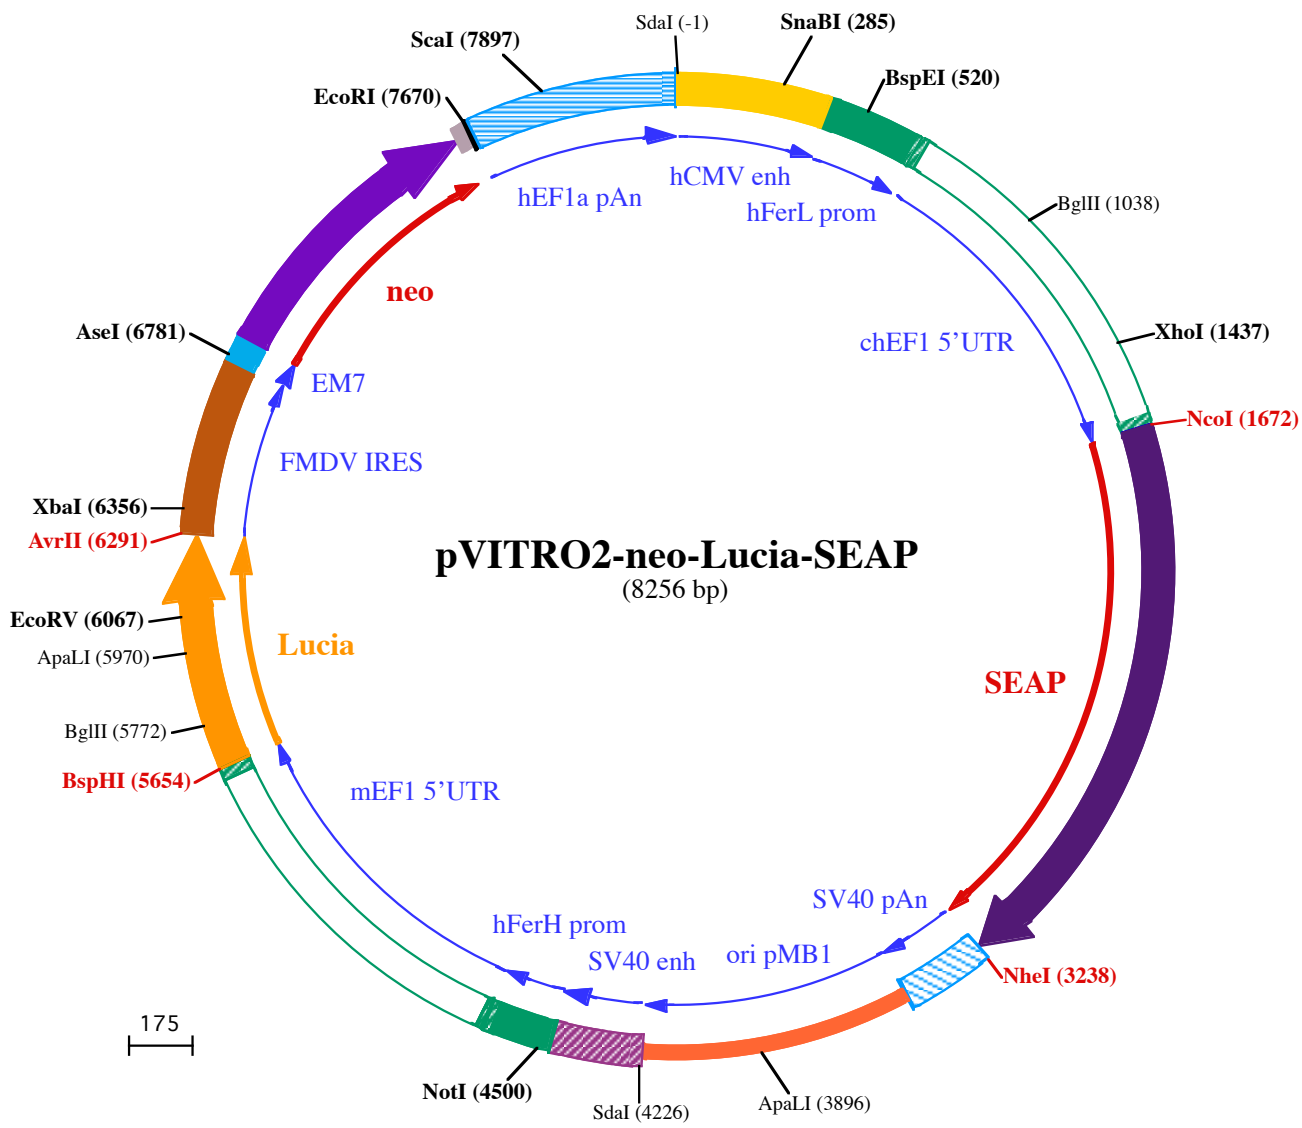 SdaI (-1)
SnaBI (285)
ScaI (7897)
BspEI (520)
EcoRI (7670)
hCMV enh
hEF1a pAn
hFerL prom
BglII (1038)
neo
AseI (6781)
XhoI (1437)
chEF1 5’UTR
EM7
NcoI (1672)
FMDV IRES
XbaI (6356)
AvrII (6291)
pVITRO2-neo-Lucia-SEAP
(8256 bp)
EcoRV (6067)
Lucia
ApaLI (5970)
SEAP
BglII (5772)
BspHI (5654)
mEF1 5’UTR
SV40 pAn
hFerH prom
ori pMB1
SV40 enh
NheI (3238)
175
NotI (4500)
ApaLI (3896)
SdaI (4226)